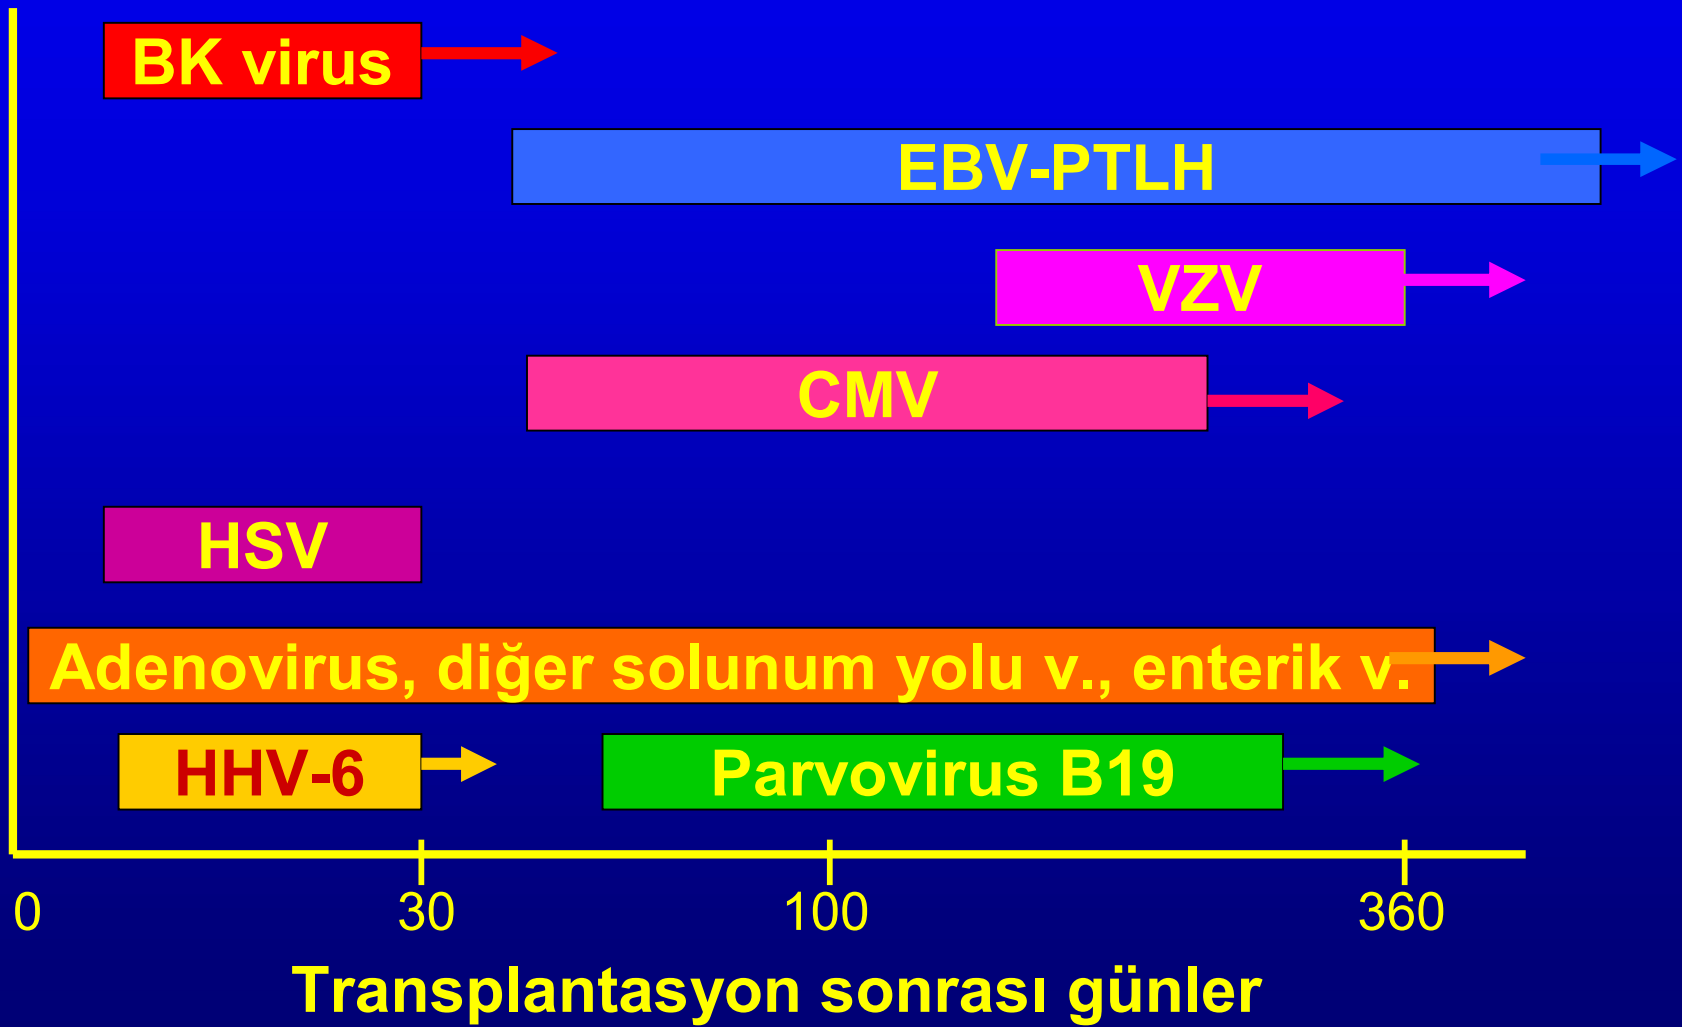 BK virus
EBV-PTLH
VZV
CMV
HSV
Adenovirus, diğer solunum yolu v., enterik v.
HHV-6 Parvovirus B19
0 30 100 360
Transplantasyon sonrası günler